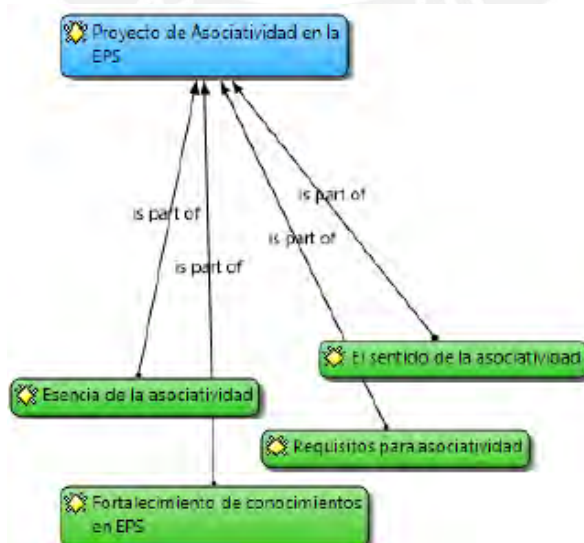 Proyecto de Asociatividad en la
EPS
is part of
is part of
is part of
is part of
El sentido de la asociatividad
Esencia de la asociatividad
Requisitos para asociatividad
Fortalecimiento de conocimientos
en EPS